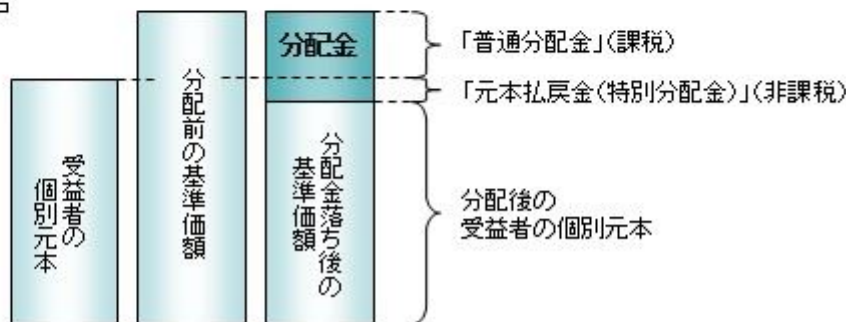 受益者の
個別元本
分配前の基準価額
分配金
分配金落ち後の
基準価額
「普通分配金」(課税)
「元本払戻金(特別分配金)」(非課税)
分配後の
受益者の個別元本